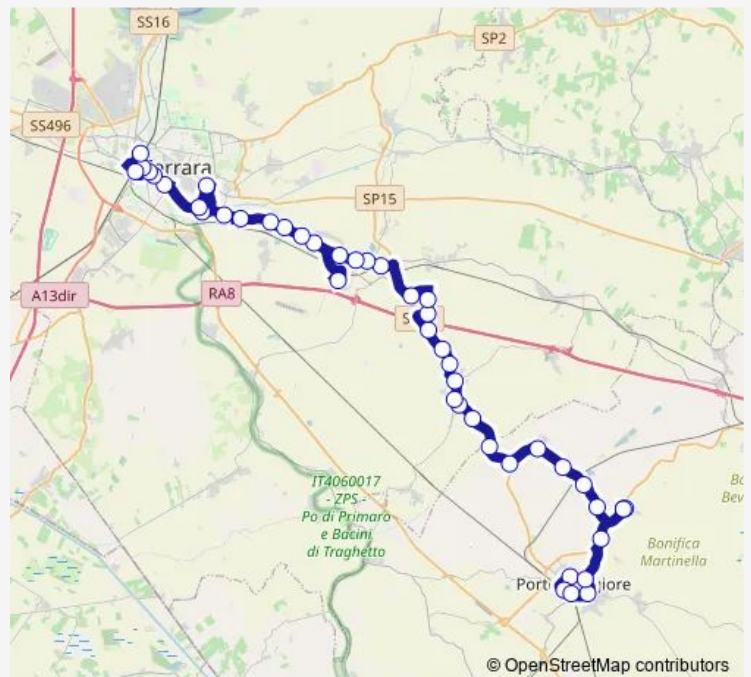 SS16
SP2
SS496
SP15
A13dir
RA8
IT4060017
- ZPS -
Po di Primaro
e Bacini
di Traghetto
Bonifica
Martinella
© OpenStreetMap contributors